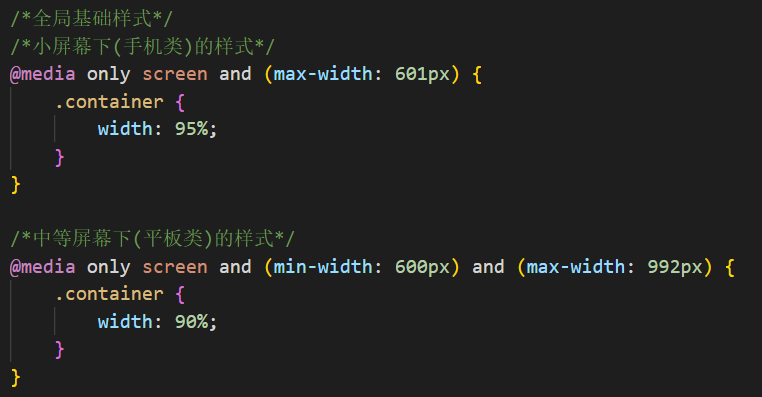 /*全局基础样式*/
/*小屏幕下(手机类)的样式*/
@media only screen and (max-width: 601px) {
    .container {
        width: 95%;
    }
}

/*中等屏幕下(平板类)的样式*/
@media only screen and (min-width: 600px) and (max-width: 992px) {
    .container {
        width: 90%;
    }
}